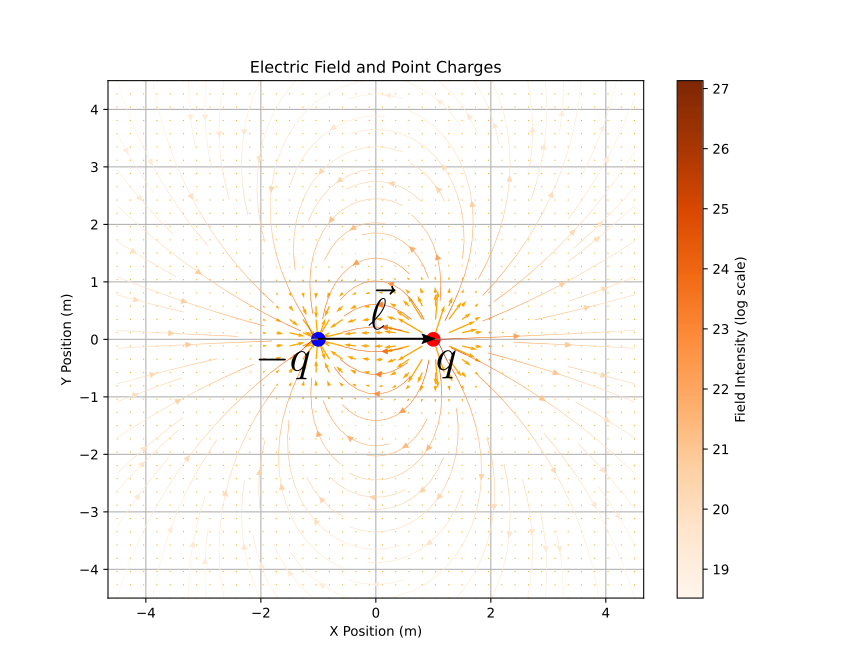 Electric Field and Point Charges
4
3
2
1
0
−1
−2
−3
−4
Y Position (m)
ℓ⃗
−q
q
−4 −2 0 2 4
X Position (m)
27
26
25
24
23
22
21
20
19
Field Intensity (log scale)